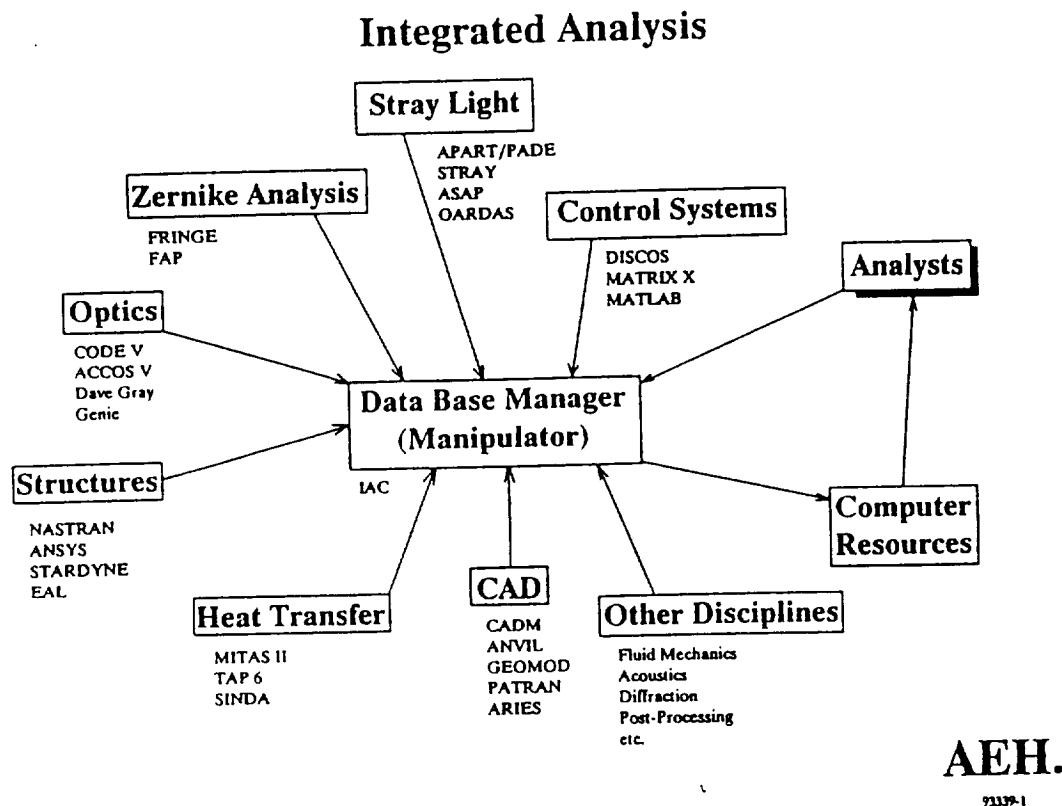 Integrated Analysis
Stray Light
APART/PADE
STRAY
ASAP
OARDAS
Zernike Analysis
FRINGE
FAP
Control Systems
DISCOS
MATRIX X
MATLAB
Analysts
Optics
CODE V
ACCOS V
Dave Gray
Genie
Data Base Manager
(Manipulator)
IAC
Structures
NASTRAN
ANSYS
STARDYNE
EAL
Computer
Resources
Heat Transfer
MITAS II
TAP 6
SINDA
CAD
CADM
ANVIL
GEOMOD
PATRAN
ARIES
Other Disciplines
Fluid Mechanics
Acoustics
Diffraction
Post-Processing
etc.
AEH.
93339-1